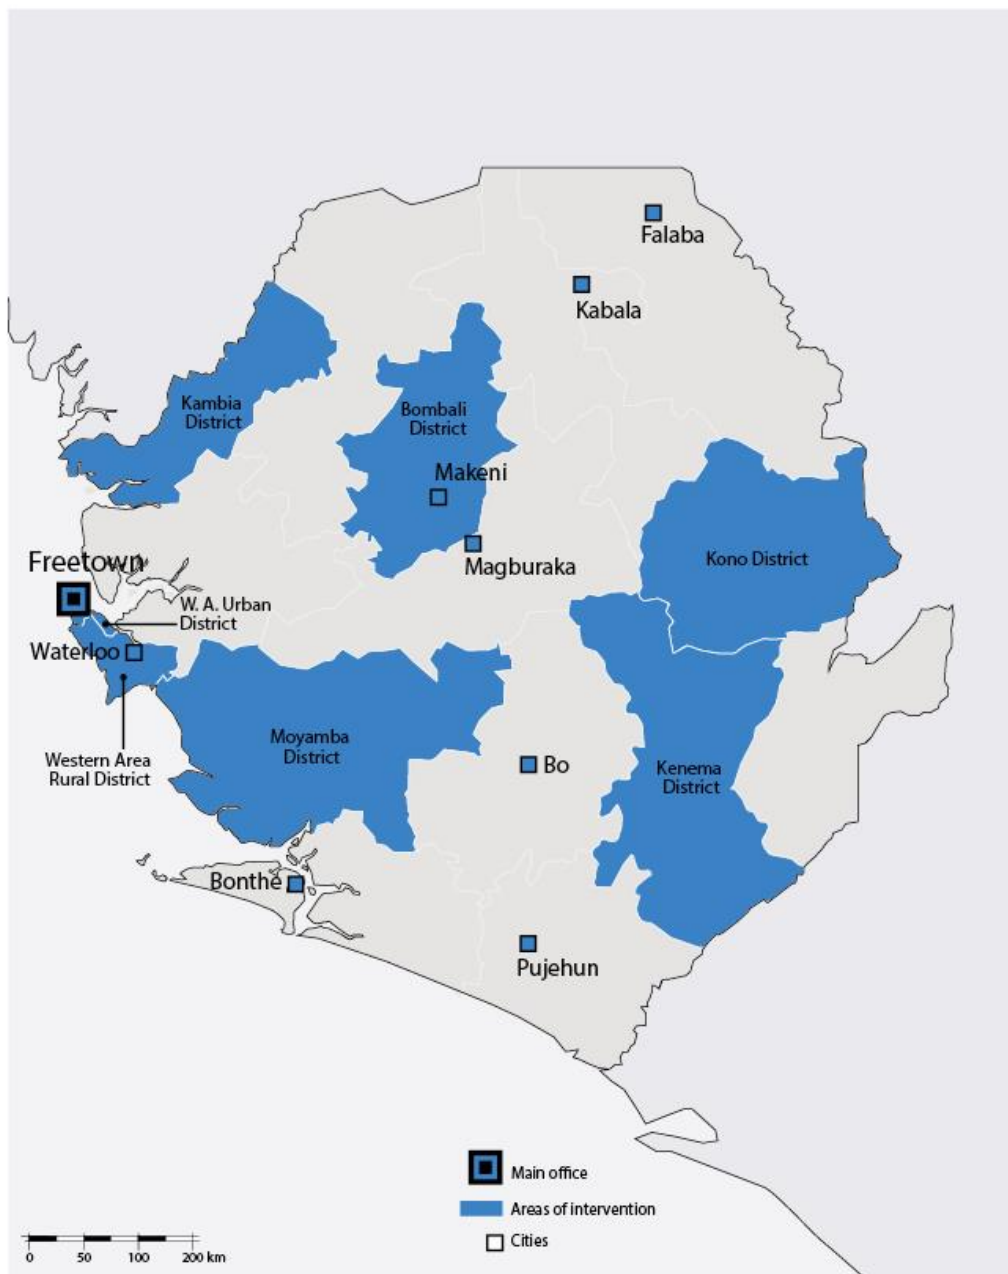 Falaba
Kabala
Kambia
District
Bombali
District
Makeni
Magburaka
Kono District
Freetown
W. A. Urban
District
Waterloo
Western Area
Rural District
Moyamba
District
Bo
Kenema
District
Bonthe
Pujehun
Main office
Areas of intervention
Cities
0 50 100 200 km